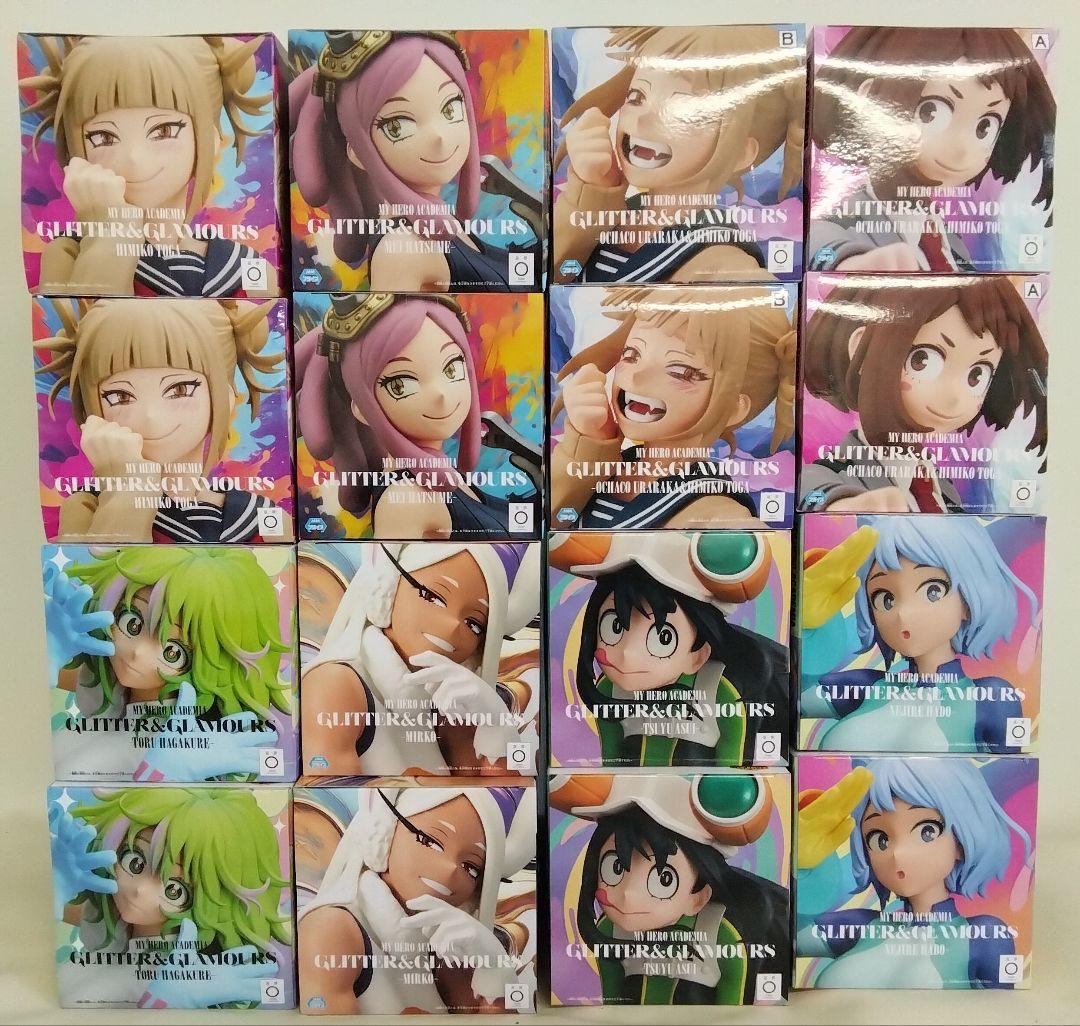 MY HERO ACADEMIA
GLITTER&GLAMOURS
HIMIKO TOGA-
MY HERO ACADEMIA
GLITTER&GLAMOURS
MEI HATSUME-
B
MY HERO ACADEMIA
GLITTER&GLAMOURS
-OCHACO URARAKA&HIMIKO TOGA-
A
MY HERO ACADEMIA
GLITTER&GLAMOURS
-OCHACO URARAKA&HIMIKO TOGA-
MY HERO ACADEMIA
GLITTER&GLAMOURS
HIMIKO TOGA-
MY HERO ACADEMIA
GLITTER&GLAMOURS
MEI HATSUME-
B
MY HERO ACADEMIA
GLITTER&GLAMOURS
-OCHACO URARAKA&HIMIKO TOGA-
A
MY HERO ACADEMIA
GLITTER&GLAMOURS
-OCHACO URARAKA&HIMIKO TOGA-
MY HERO ACADEMIA
GLITTER&GLAMOURS
TORU HAGAKURE-
MY HERO ACADEMIA
GLITTER&GLAMOURS
-MIRKO-
MY HERO ACADEMIA
GLITTER&GLAMOURS
-TSUYU ASUI-
MY HERO ACADEMIA
GLITTER&GLAMOURS
NEJIRE HADO-
MY HERO ACADEMIA
GLITTER&GLAMOURS
TORU HAGAKURE-
MY HERO ACADEMIA
GLITTER&GLAMOURS
-MIRKO-
MY HERO ACADEMIA
GLITTER&GLAMOURS
-TSUYU ASUI-
MY HERO ACADEMIA
GLITTER&GLAMOURS
NEJIRE HADO